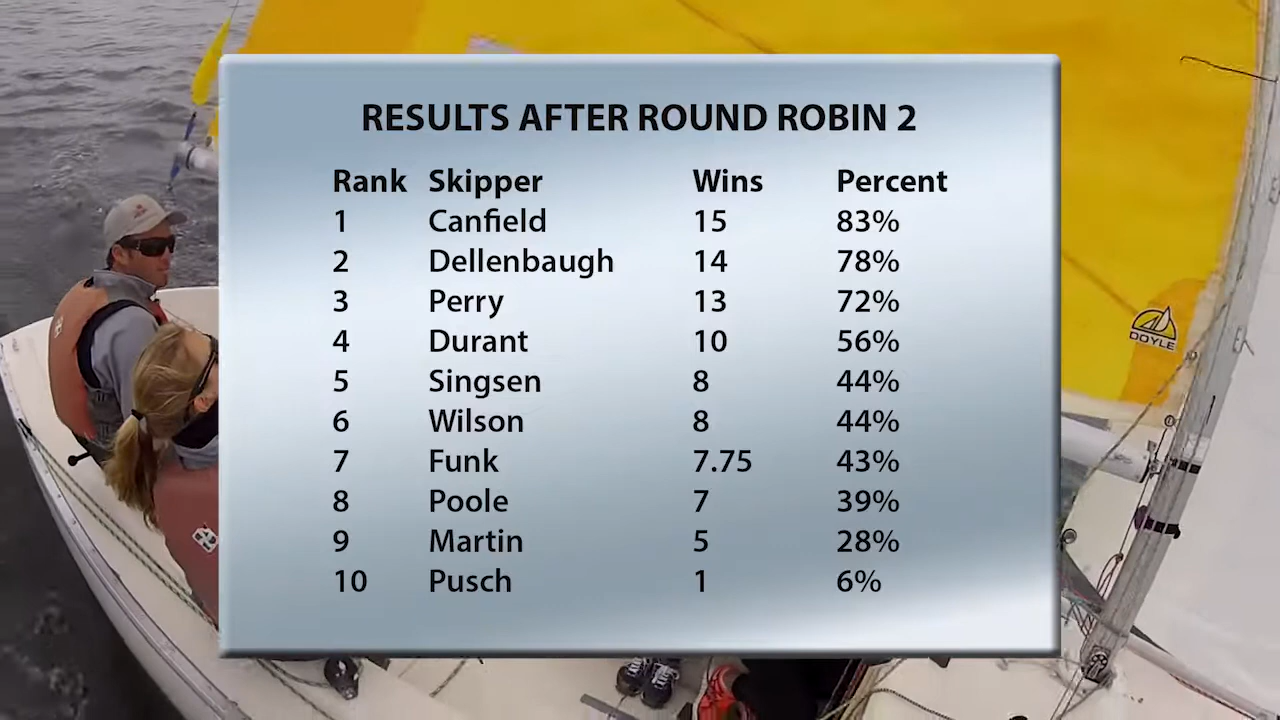 RESULTS AFTER ROUND ROBIN 2
Rank Skipper Wins Percent
1 Canfield 15 83%
2 Dellenbaugh 14 78%
3 Perry 13 72%
4 Durant 10 56%
5 Singsen 8 44%
6 Wilson 8 44%
7 Funk 7.75 43%
8 Poole 7 39%
9 Martin 5 28%
10 Pusch 1 6%
DOYLE